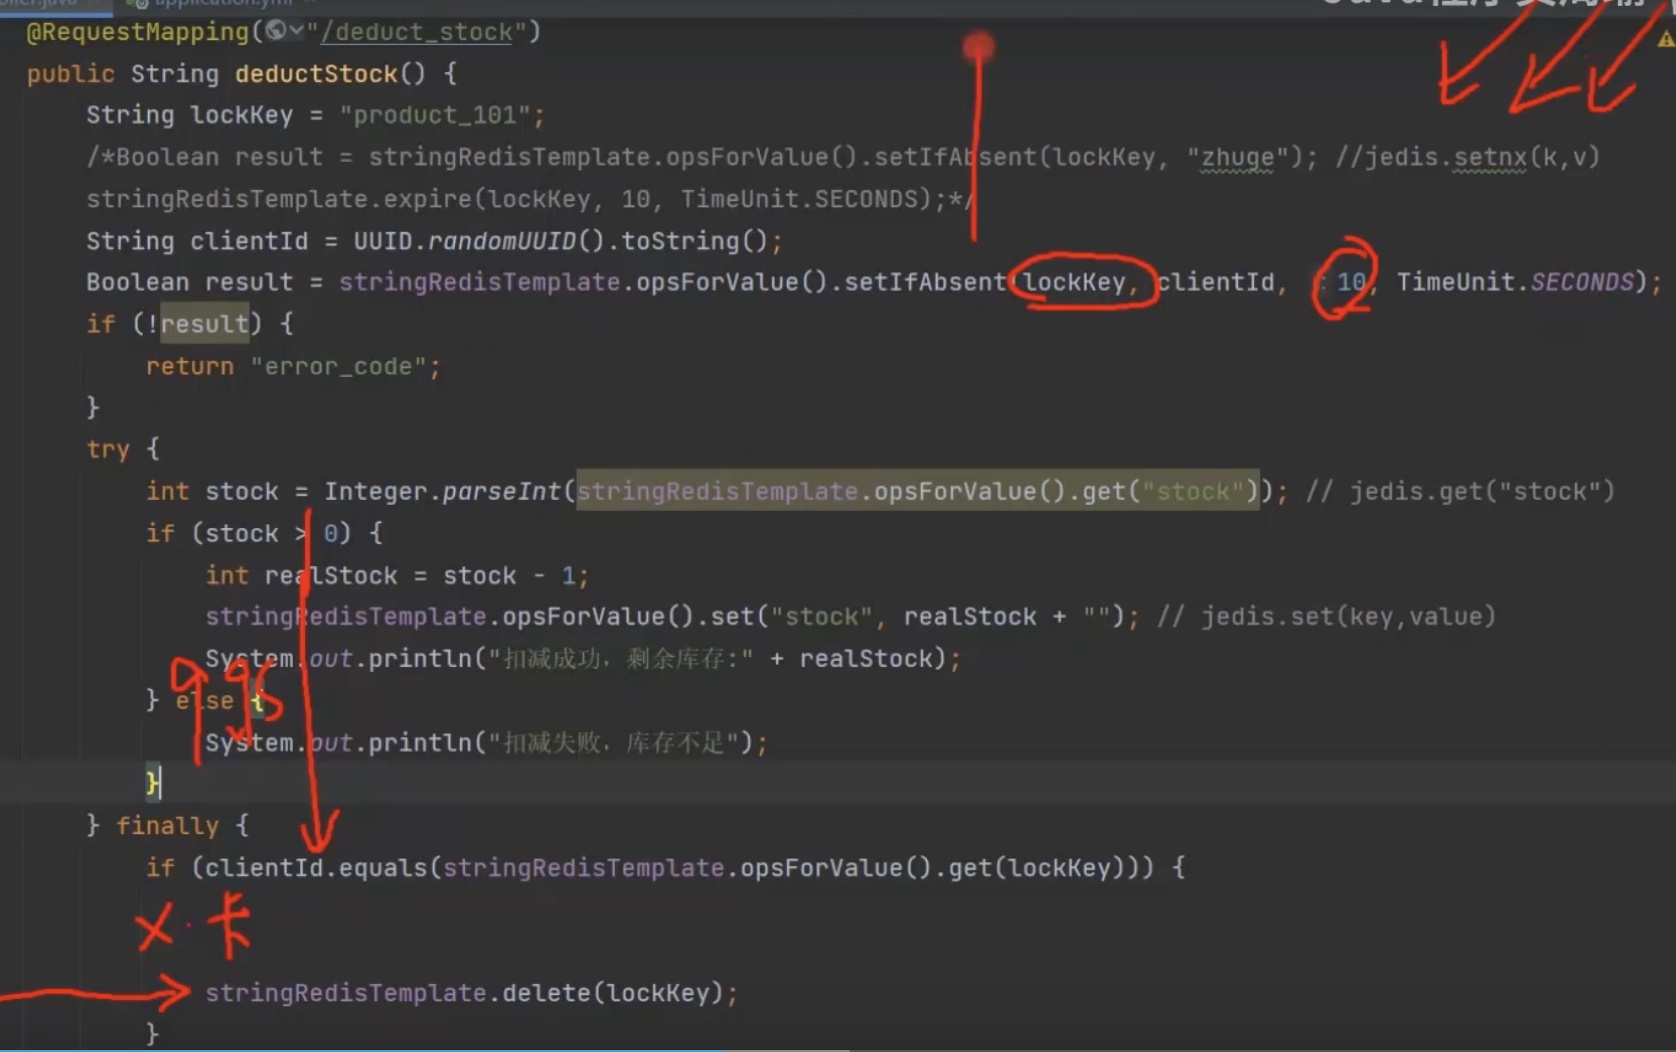 application.yml
@RequestMapping("/deduct_stock")
public String deductStock() {
String lockKey = "product_101";
/*Boolean result = stringRedisTemplate.opsForValue().setIfAbsent(lockKey, "zhuge"); //jedis.setnx(k,v)
stringRedisTemplate.expire(lockKey, 10, TimeUnit.SECONDS);*/
String clientId = UUID.randomUUID().toString();
Boolean result = stringRedisTemplate.opsForValue().setIfAbsent(lockKey, clientId, 10, TimeUnit.SECONDS);
if (!result) {
return "error_code";
}
try {
int stock = Integer.parseInt(stringRedisTemplate.opsForValue().get("stock")); // jedis.get("stock")
if (stock > 0) {
int realStock = stock - 1;
stringRedisTemplate.opsForValue().set("stock", realStock + ""); // jedis.set(key,value)
System.out.println("扣减成功，剩余库存:" + realStock);
} else {
System.out.println("扣减失败，库存不足");
}
} finally {
if (clientId.equals(stringRedisTemplate.opsForValue().get(lockKey))) {
卡
stringRedisTemplate.delete(lockKey);
}